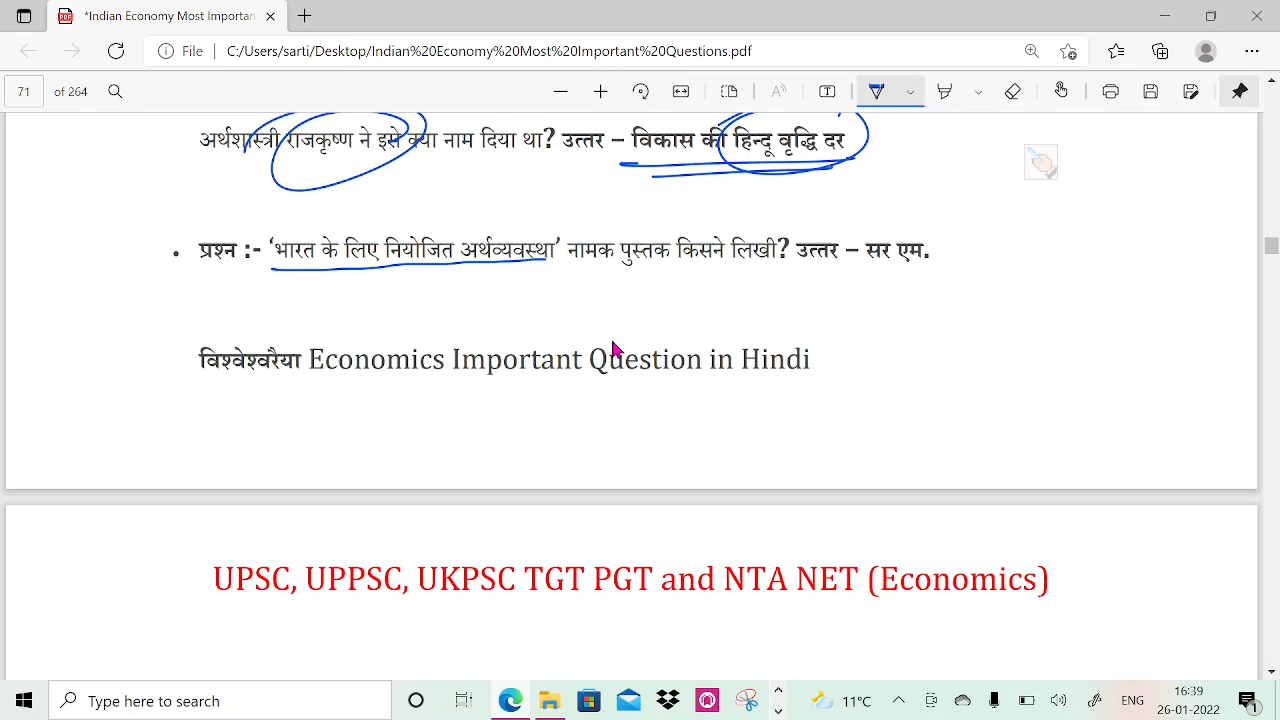 *Indian Economy Most Importan
File C:/Users/sarti/Desktop/Indian%20Economy%20Most%20Important%20Questions.pdf
71 of 264
अर्थशास्त्री राजकृष्ण ने इसे क्या नाम दिया था? उत्तर – विकास की हिन्दू वृद्धि दर
• प्रश्न :- ‘भारत के लिए नियोजित अर्थव्यवस्था’ नामक पुस्तक किसने लिखी? उत्तर – सर एम.
विश्वेश्वरैया Economics Important Question in Hindi
UPSC, UPPSC, UKPSC TGT PGT and NTA NET (Economics)
Type here to search 11°C ENG 16:39
26-01-2022